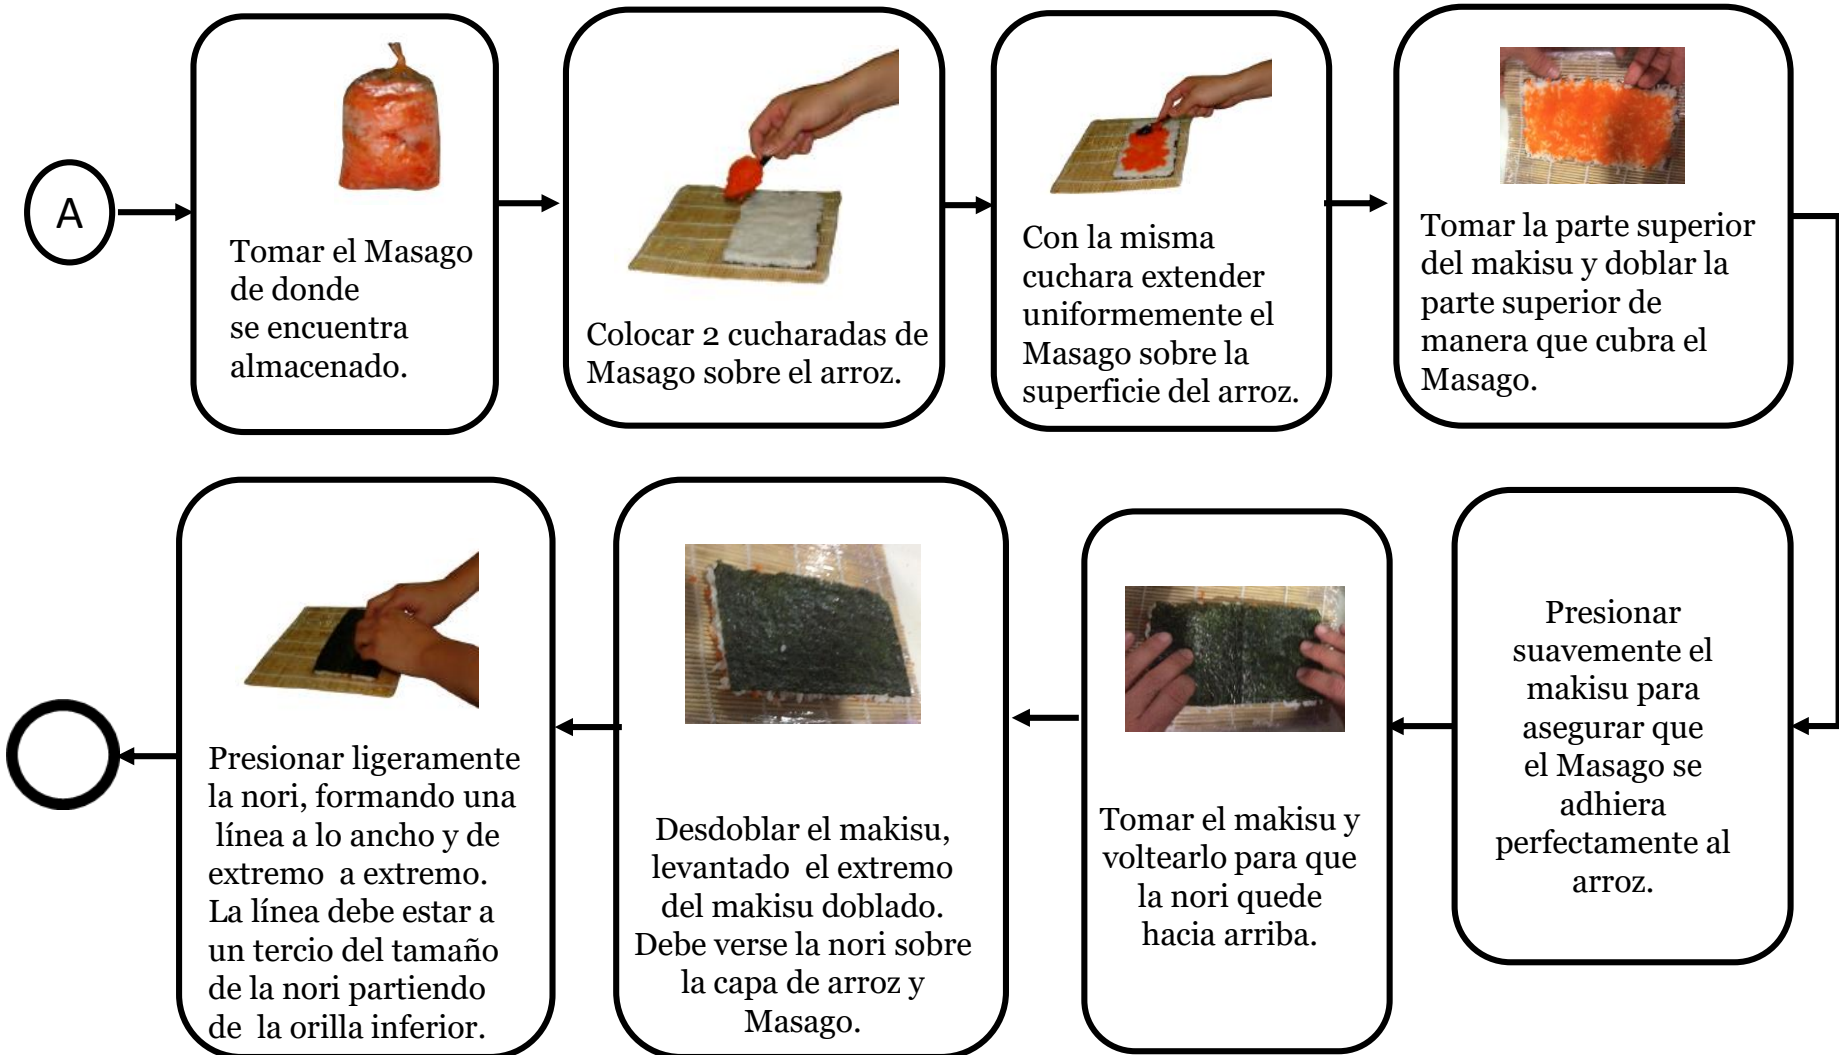 A
Tomar el Masago
de donde
se encuentra
almacenado.
Colocar 2 cucharadas de
Masago sobre el arroz.
Con la misma
cuchara extender
uniformemente el
Masago sobre la
superficie del arroz.
Tomar la parte superior
del makisu y doblar la
parte superior de
manera que cubra el
Masago.
Presionar
suavemente el
makisu para
asegurar que
el Masago se
adhiera
perfectamente al
arroz.
Tomar el makisu y
voltearlo para que
la nori quede
hacia arriba.
Desdoblar el makisu,
levantado el extremo
del makisu doblado.
Debe verse la nori sobre
la capa de arroz y
Masago.
Presionar ligeramente
la nori, formando una
línea a lo ancho y de
extremo a extremo.
La línea debe estar a
un tercio del tamaño
de la nori partiendo
de la orilla inferior.